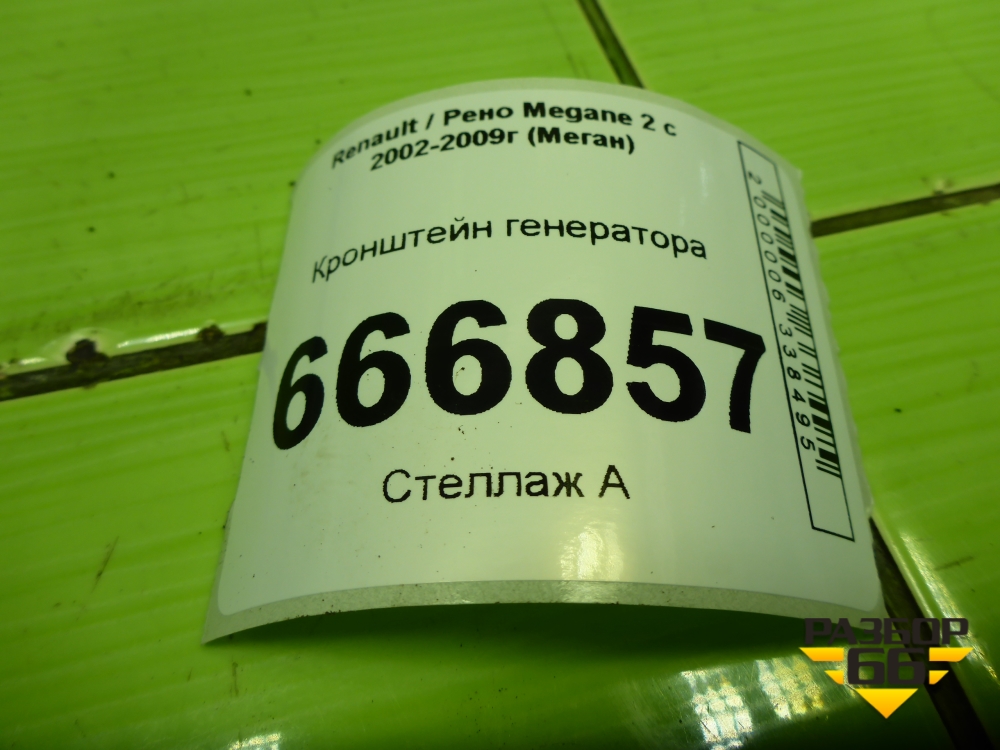 Renault / Рено Megane 2 с
2002-2009г (Меган)
Кронштейн генератора
666857
Стеллаж А
2000006338495
РАЗБОР
66